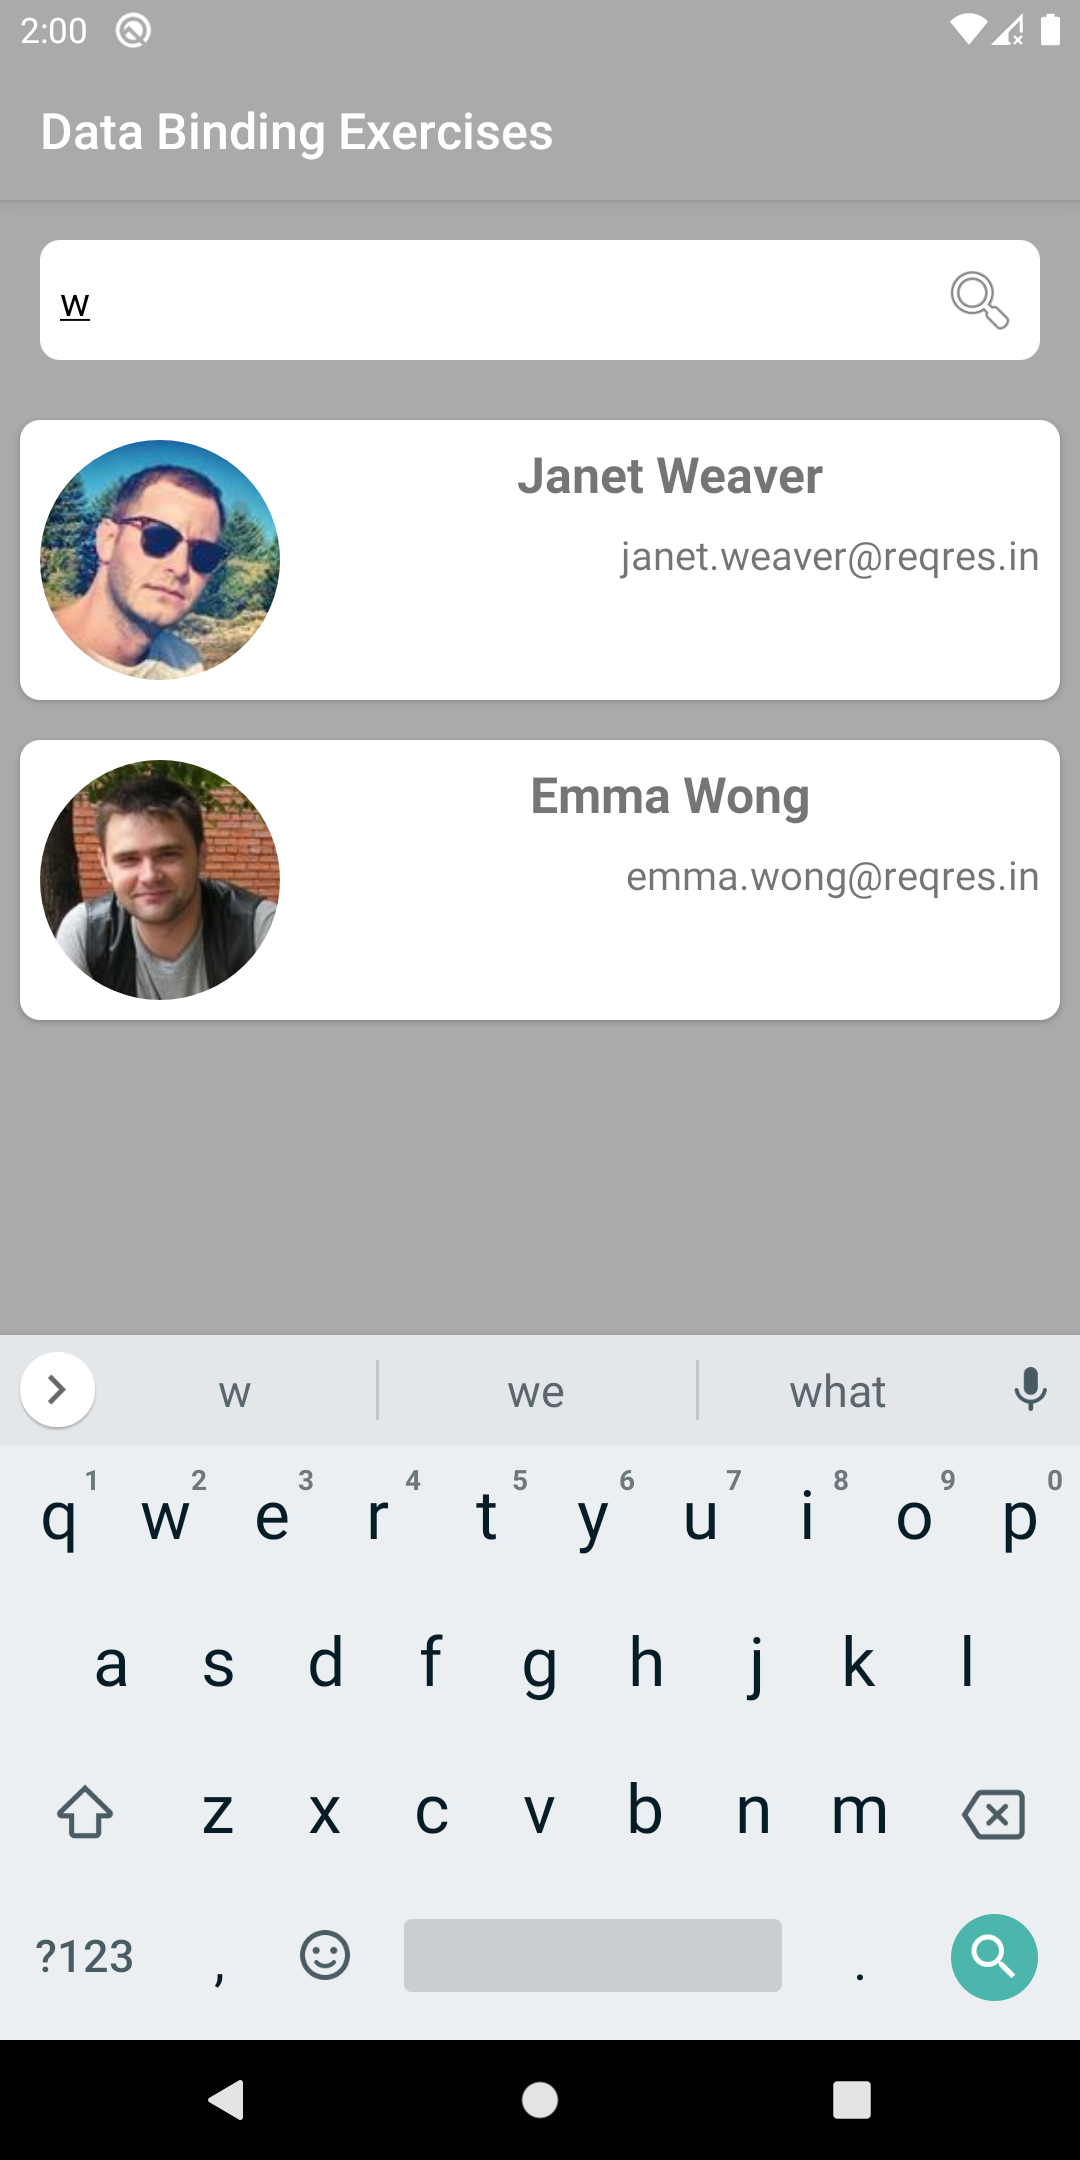 2:00
Data Binding Exercises
w
Janet Weaver
janet.weaver@reqres.in
Emma Wong
emma.wong@reqres.in
w we what
1 2 3 4 5 6 7 8 9 0
q w e r t y u i o p
a s d f g h j k l
z x c v b n m
?123 , .